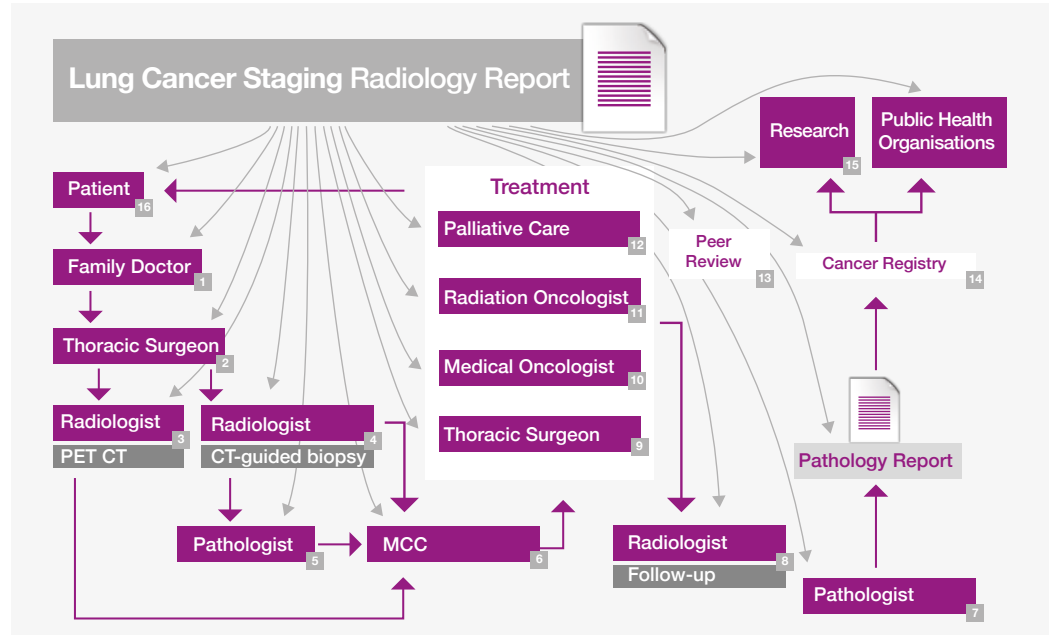 Lung Cancer Staging Radiology Report
Research
15
Public Health
Organisations
Patient
16
Treatment
Palliative Care
12
Peer
Review
13
Cancer Registry
14
Family Doctor
1
Radiation Oncologist
11
Thoracic Surgeon
2
Medical Oncologist
10
Radiologist
3
PET CT
Radiologist
4
CT-guided biopsy
Thoracic Surgeon
9
Pathology Report
Pathologist
5
MCC
6
Radiologist
8
Follow-up
Pathologist
7